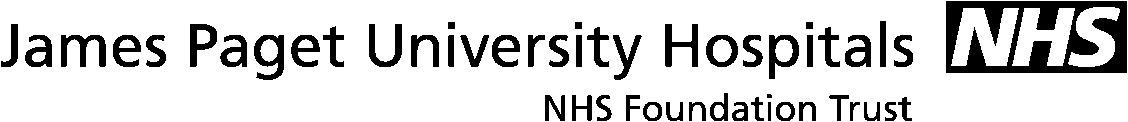 James Paget University Hospitals NHS
NHS Foundation Trust